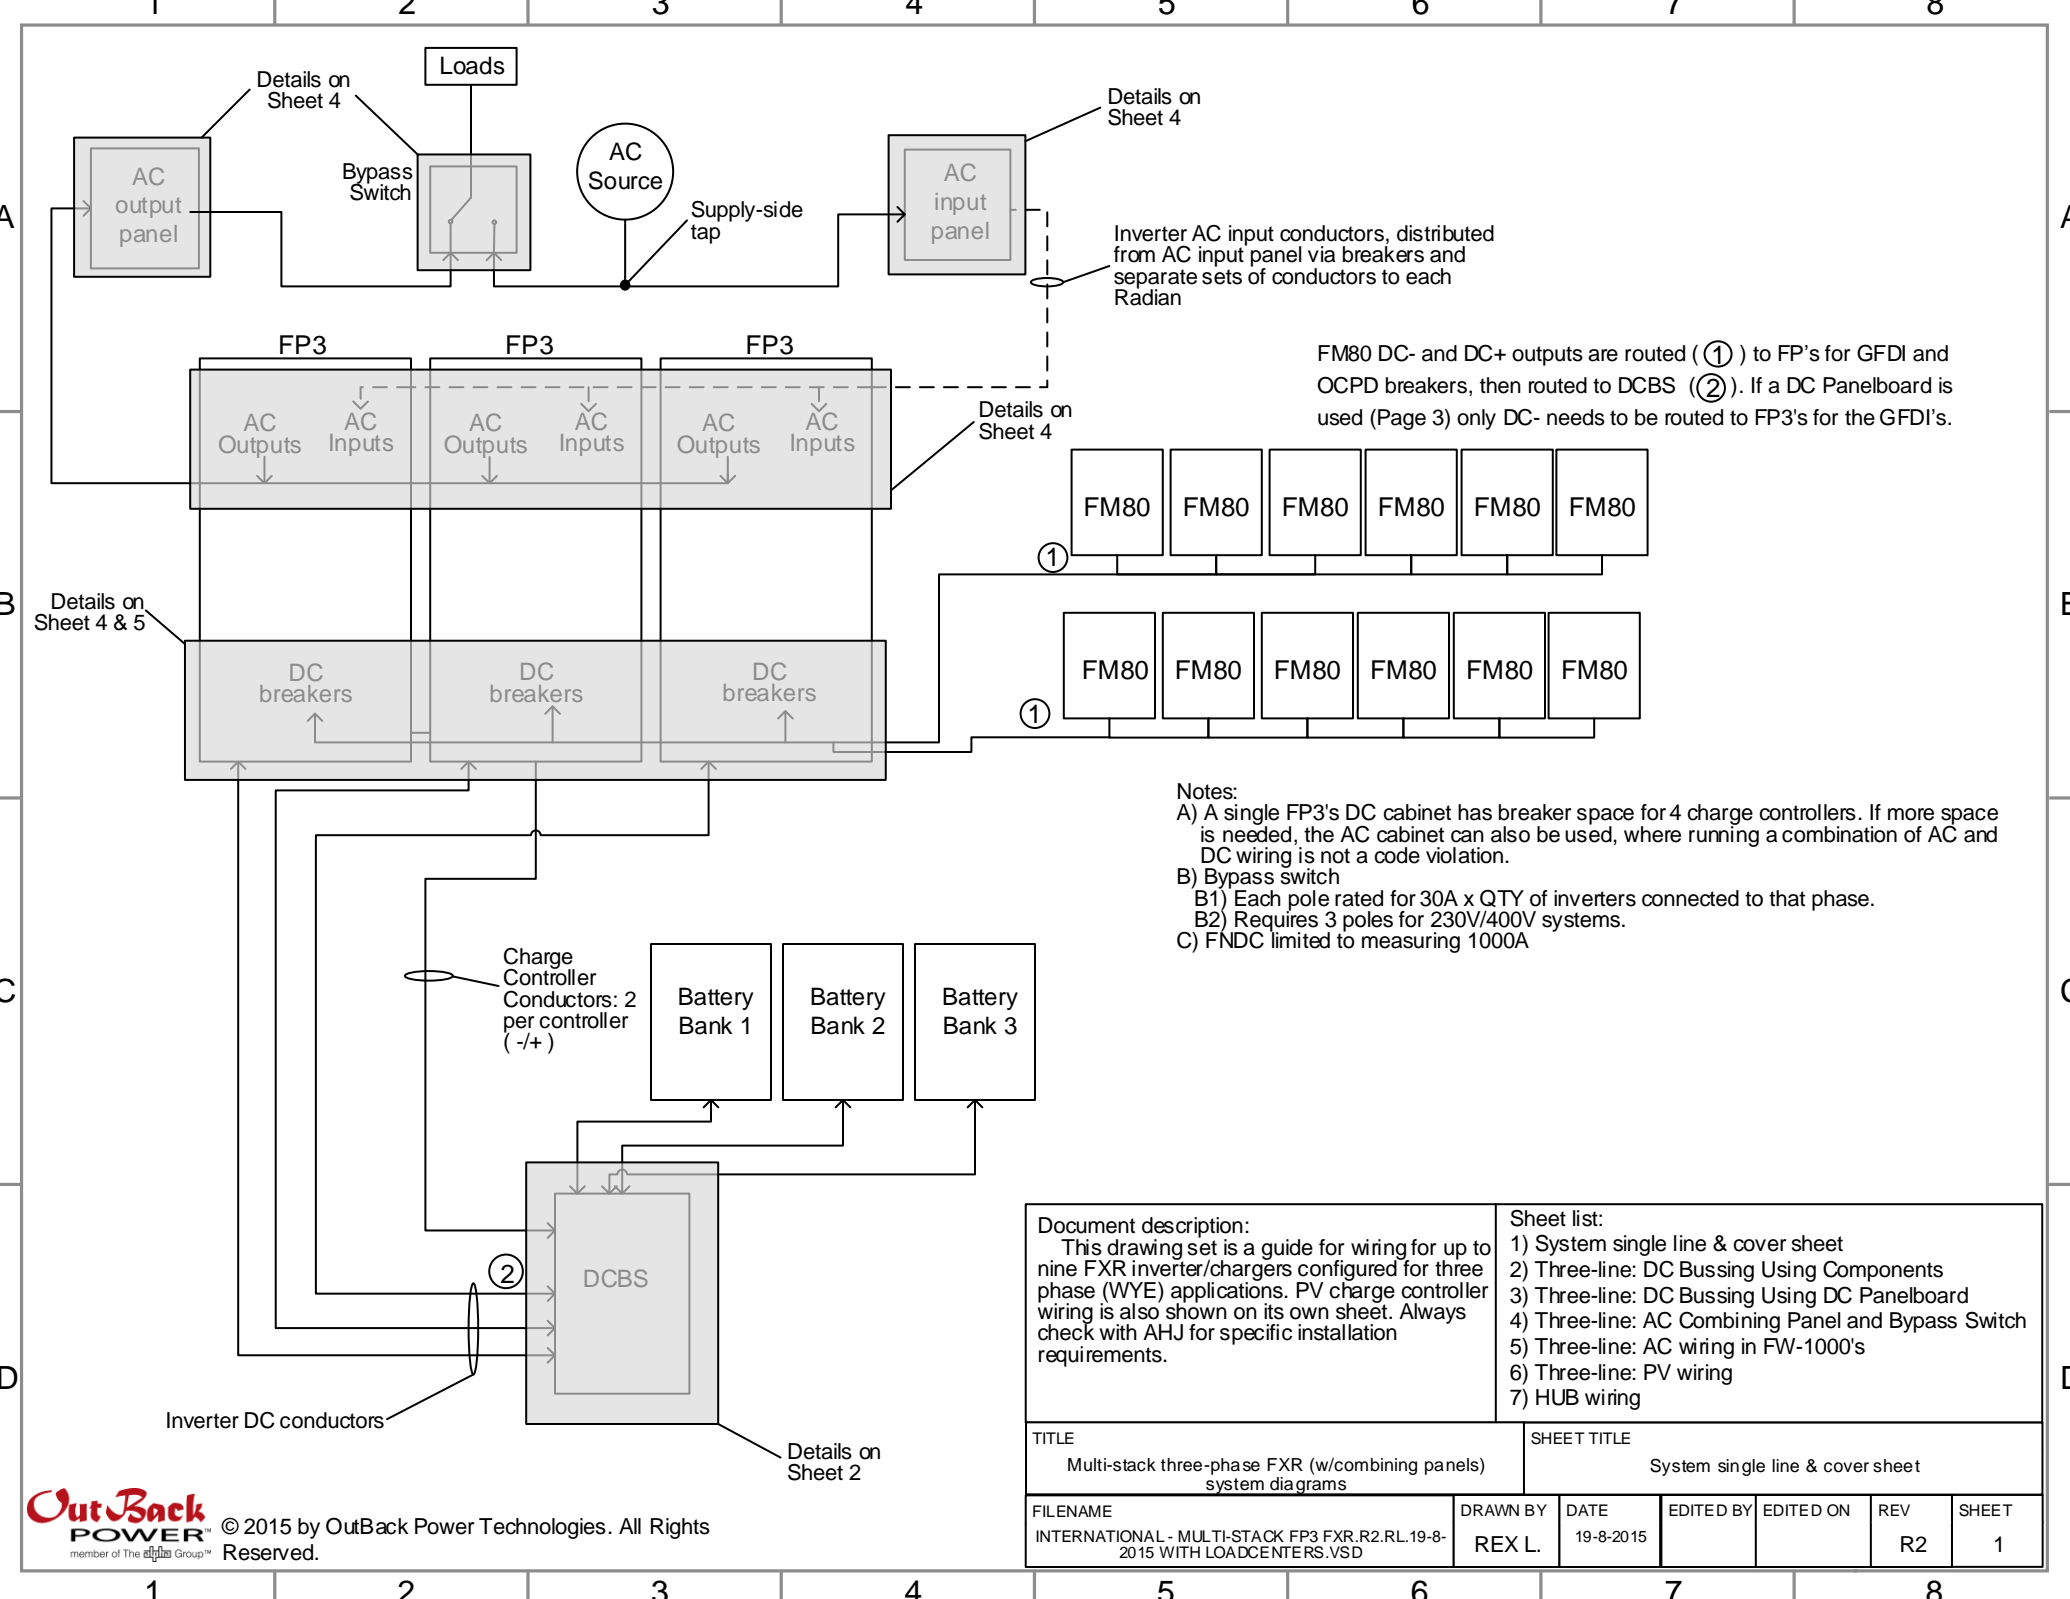 1 2 3 4 5 6 7 8
Loads
Details on
Sheet 4
AC
output
panel
Bypass
Switch
AC
Source
Supply-side
tap
AC
input
panel
Details on
Sheet 4
A A
Inverter AC input conductors, distributed
from AC input panel via breakers and
separate sets of conductors to each
Radian
FP3 FP3 FP3
FM80 DC- and DC+ outputs are routed ( 1 ) to FP's for GFDI and
OCPD breakers, then routed to DCBS ( 2 ). If a DC Panelboard is
used (Page 3) only DC- needs to be routed to FP3's for the GFDI's.
AC
Outputs
AC
Inputs
AC
Outputs
AC
Inputs
AC
Outputs
AC
Inputs
Details on
Sheet 4
FM80 FM80 FM80 FM80 FM80 FM80
1
B
Details on
Sheet 4 & 5
DC
breakers
DC
breakers
DC
breakers
FM80 FM80 FM80 FM80 FM80 FM80
1
Notes:
A) A single FP3's DC cabinet has breaker space for 4 charge controllers. If more space
is needed, the AC cabinet can also be used, where running a combination of AC and
DC wiring is not a code violation.
B) Bypass switch
B1) Each pole rated for 30A x QTY of inverters connected to that phase.
B2) Requires 3 poles for 230V/400V systems.
C) FNDC limited to measuring 1000A
C
Charge
Controller
Conductors: 2
per controller
( -/+ )
Battery
Bank 1
Battery
Bank 2
Battery
Bank 3
2
DCBS
D
Inverter DC conductors
Details on
Sheet 2
Document description:
This drawing set is a guide for wiring for up to
nine FXR inverter/chargers configured for three
phase (WYE) applications. PV charge controller
wiring is also shown on its own sheet. Always
check with AHJ for specific installation
requirements.
Sheet list:
1) System single line & cover sheet
2) Three-line: DC Bussing Using Components
3) Three-line: DC Bussing Using DC Panelboard
4) Three-line: AC Combining Panel and Bypass Switch
5) Three-line: AC wiring in FW-1000's
6) Three-line: PV wiring
7) HUB wiring
TITLE
Multi-stack three-phase FXR (w/combining panels)
system diagrams
SHEET TITLE
System single line & cover sheet
FILENAME
INTERNATIONAL - MULTI-STACK FP3 FXR.R2.RL.19-8-
2015 WITH LOADCENTERS.VSD
DRAWN BY
REX L.
DATE
19-8-2015
EDITED BY
EDITED ON
REV
R2
SHEET
1
OutBack
POWER™
member of The alpha Group™
© 2015 by OutBack Power Technologies. All Rights
Reserved.
1 2 3 4 5 6 7 8